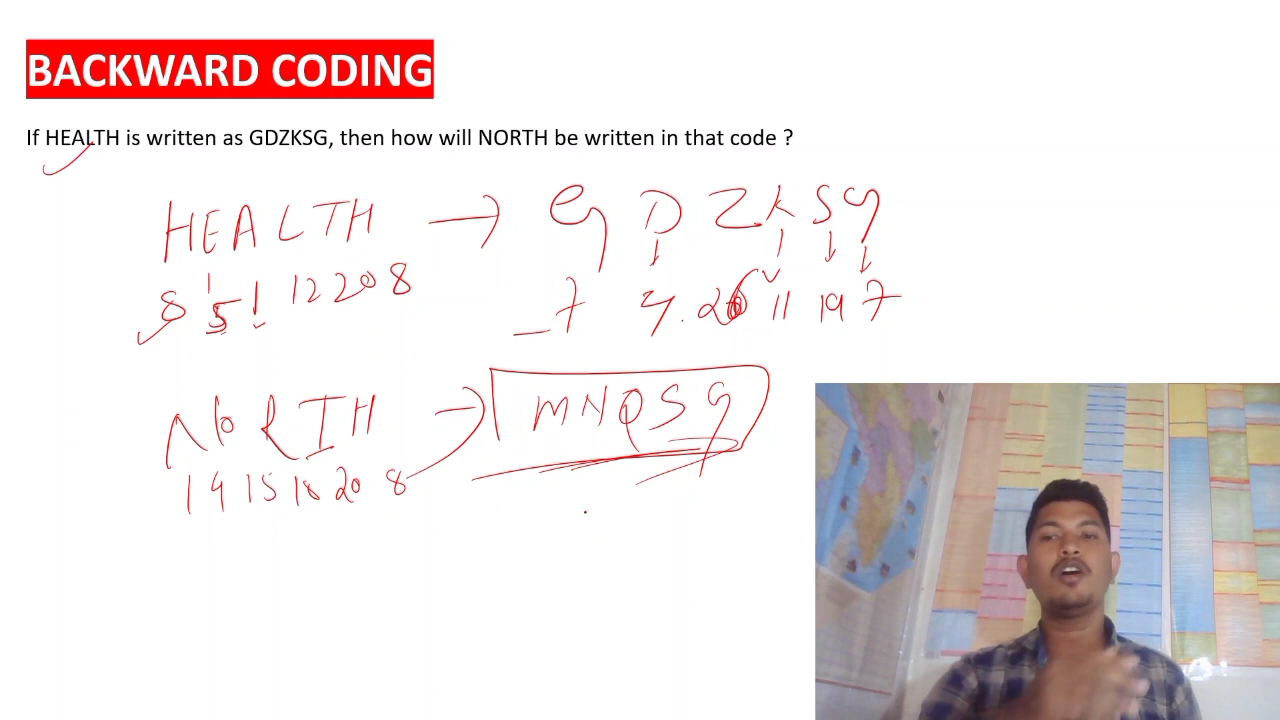 BACKWARD CODING
If HEALTH is written as GDZKSG, then how will NORTH be written in that code ?
HEALTH → G D Z K S G
8 5 1 12 20 8 7 4 26 11 19 7
NORTH → MNQSG
14 15 18 20 8